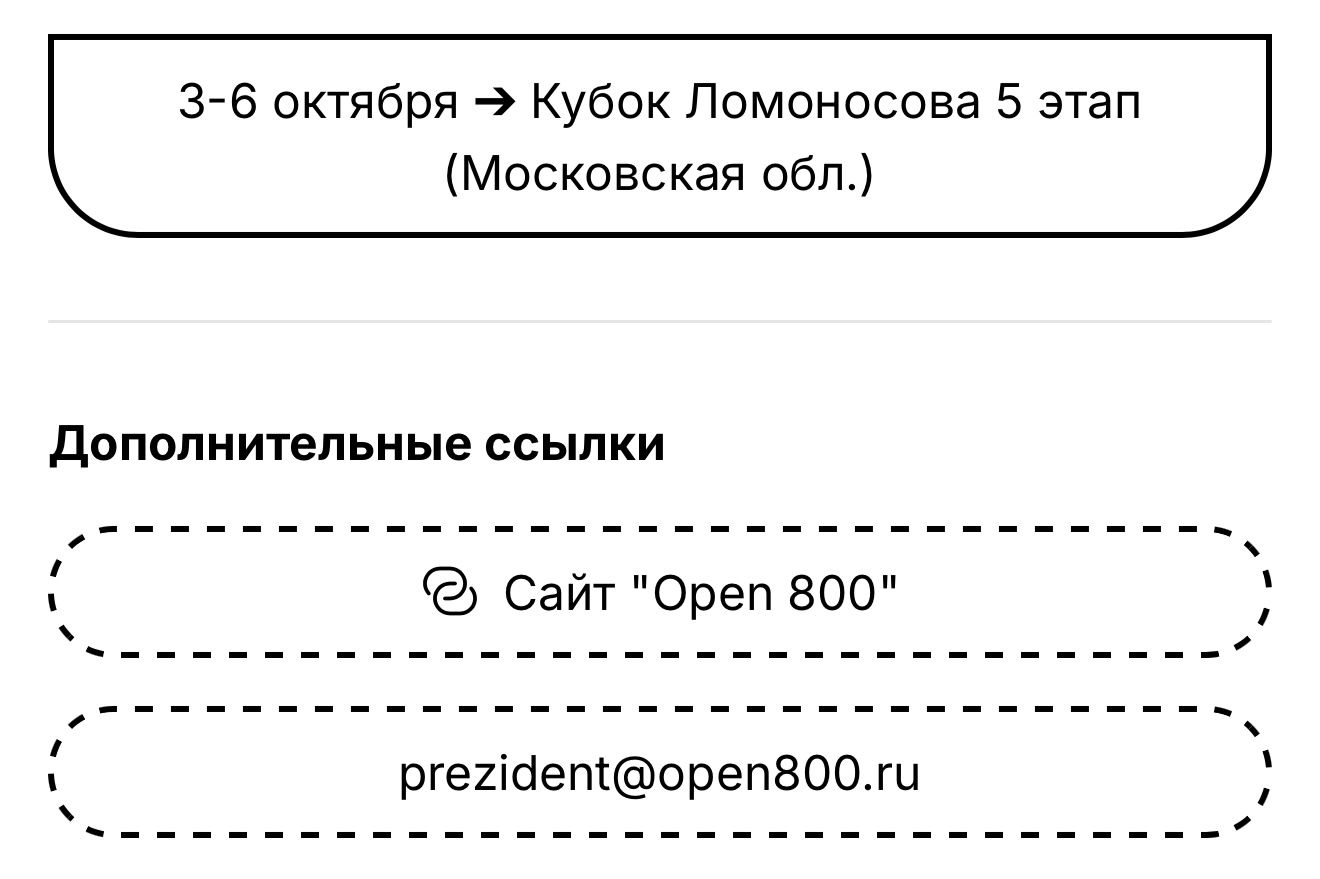 3-6 октября ➔ Кубок Ломоносова 5 этап
(Московская обл.)
Дополнительные ссылки
Сайт "Open 800"
prezident@open800.ru